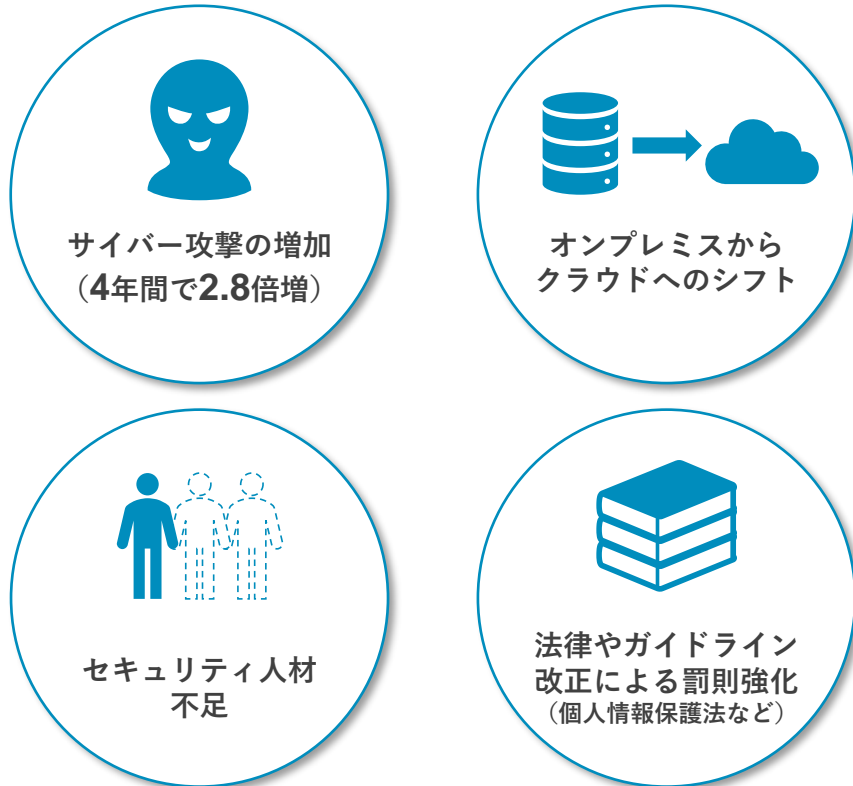 サイバー攻撃の増加
（4年間で2.8倍増）
オンプレミスから
クラウドへのシフト
セキュリティ人材
不足
法律やガイドライン
改正による罰則強化
（個人情報保護法など）